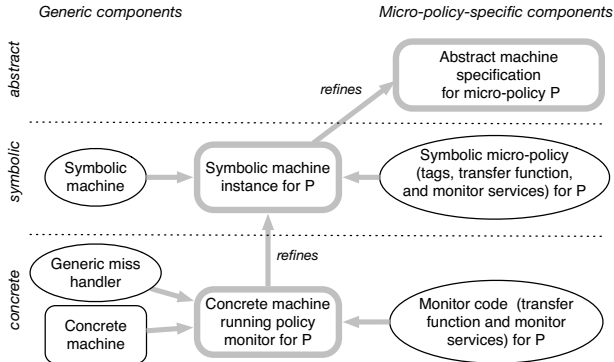 Generic components
Micro-policy-specific components
abstract
Abstract machine
specification
for micro-policy P
refines
symbolic
Symbolic
machine
Symbolic machine
instance for P
Symbolic micro-policy
(tags, transfer function,
and monitor services) for P
refines
concrete
Generic miss
handler
Concrete
machine
Concrete machine
running policy
monitor for P
Monitor code (transfer
function and monitor
services) for P